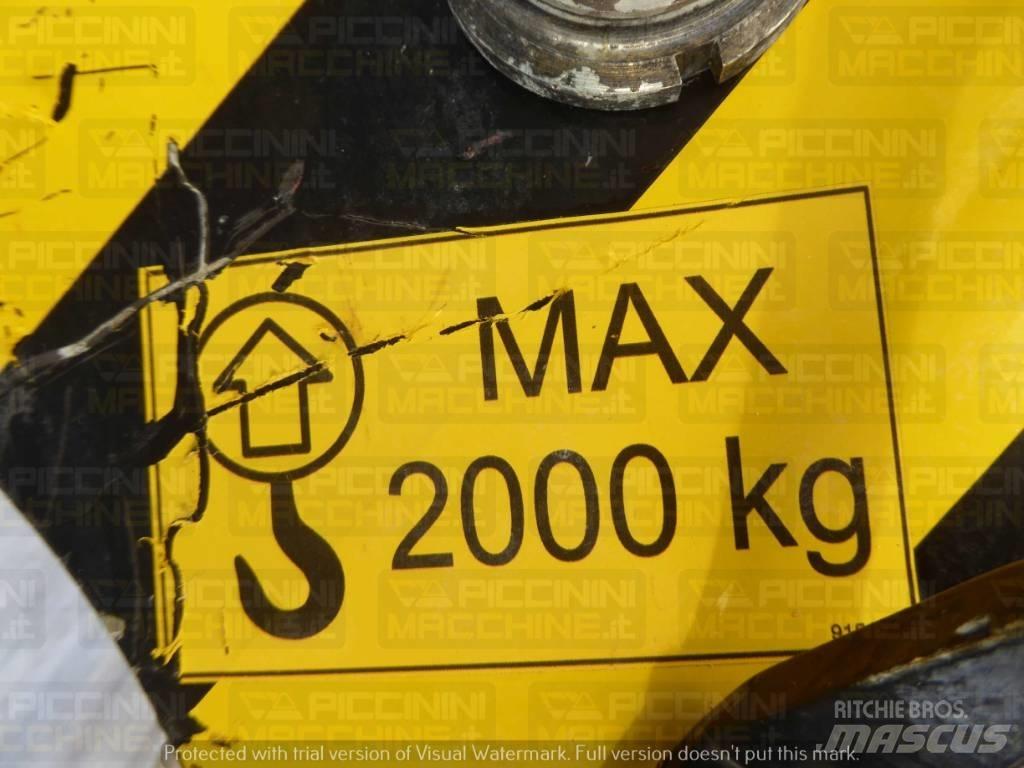 MAX
2000 kg
PICCININI
MACCHINE.it
RITCHIE BROS.
MASCUS
Protected with trial version of Visual Watermark. Full version doesn't put this mark.